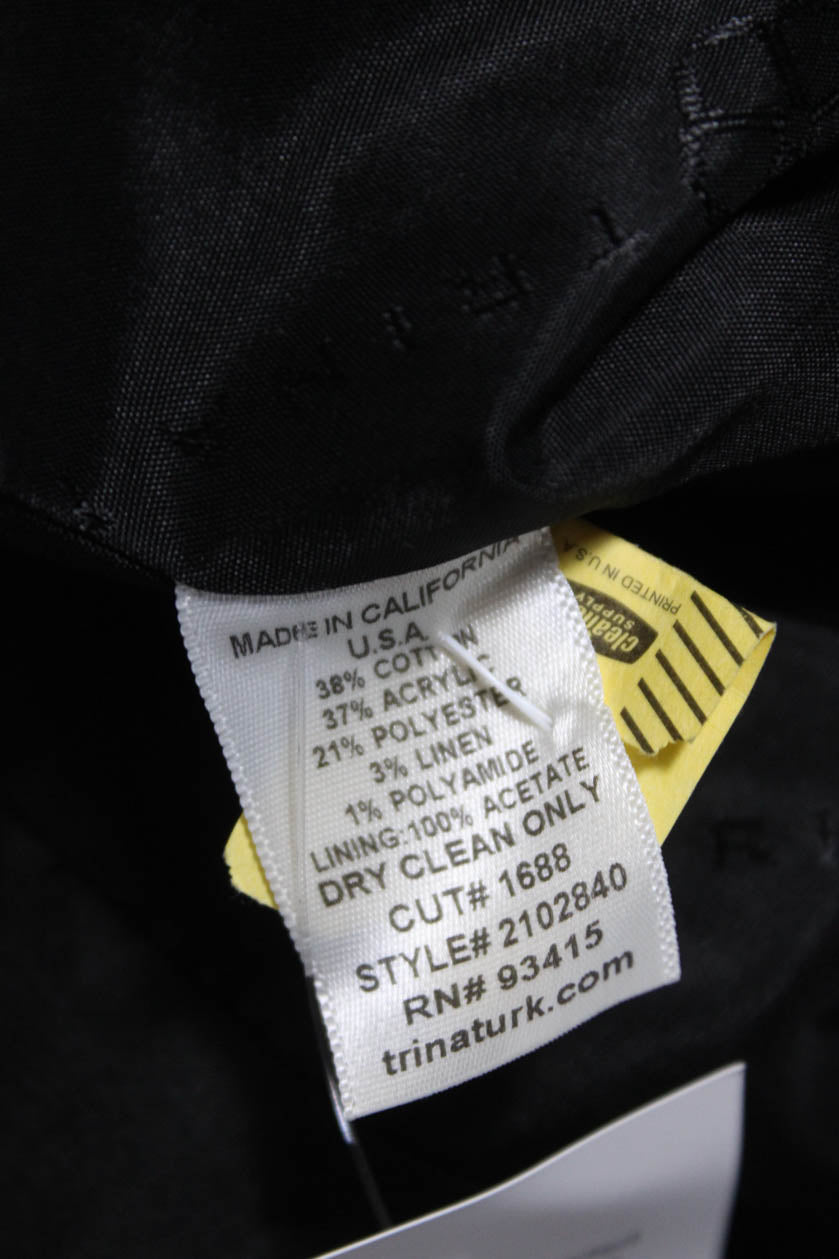 MADE IN CALIFORNIA
U.S.A.
38% COTTON
37% ACRYLIC
21% POLYESTER
3% LINEN
1% POLYAMIDE
LINING:100% ACETATE
DRY CLEAN ONLY
CUT# 1688
STYLE# 2102840
RN# 93415
trinaturk.com
PRINTED IN U.S.A
SUPPLY